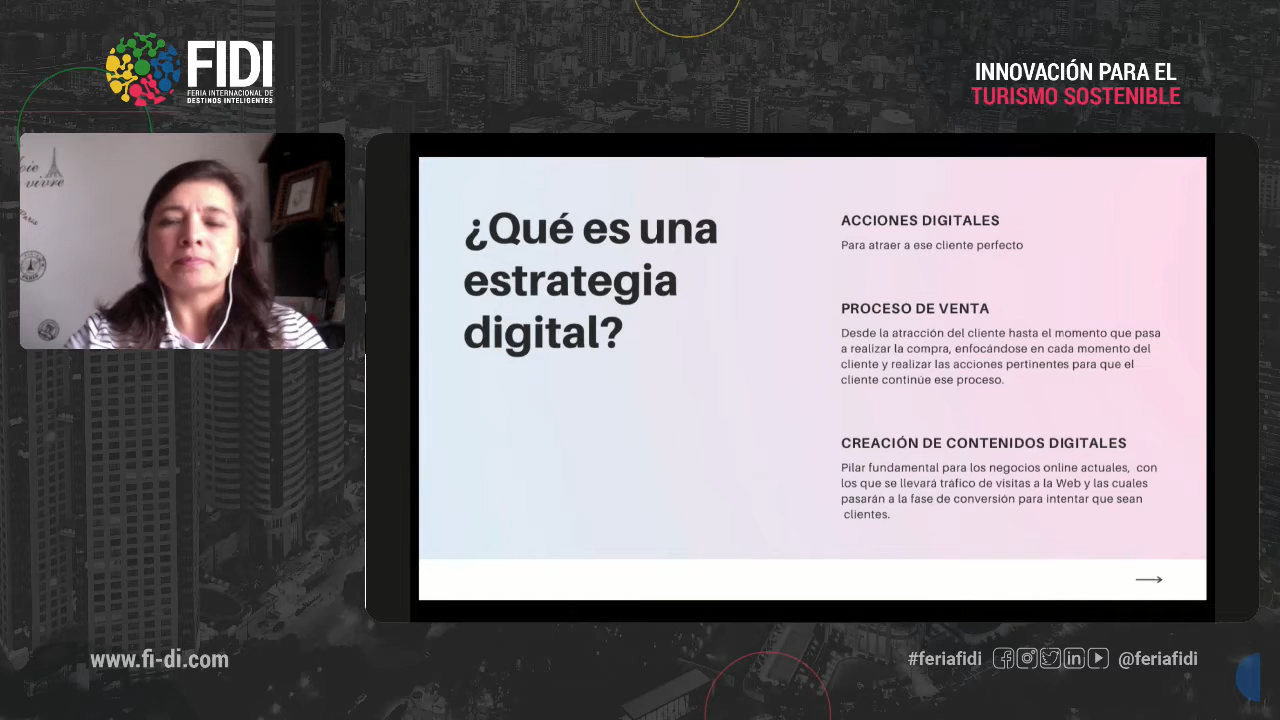 FIDI
FERIA INTERNACIONAL DE
DESTINOS INTELIGENTES
INNOVACIÓN PARA EL
TURISMO SOSTENIBLE
vivre
Paris
¿Qué es una
estrategia
digital?
ACCIONES DIGITALES
Para atraer a ese cliente perfecto
PROCESO DE VENTA
Desde la atracción del cliente hasta el momento que pasa
a realizar la compra, enfocándose en cada momento del
cliente y realizar las acciones pertinentes para que el
cliente continúe ese proceso.
CREACIÓN DE CONTENIDOS DIGITALES
Pilar fundamental para los negocios online actuales, con
los que se llevará tráfico de visitas a la Web y las cuales
pasarán a la fase de conversión para intentar que sean
clientes.
www.fi-di.com
#feriafidi
@feriafidi